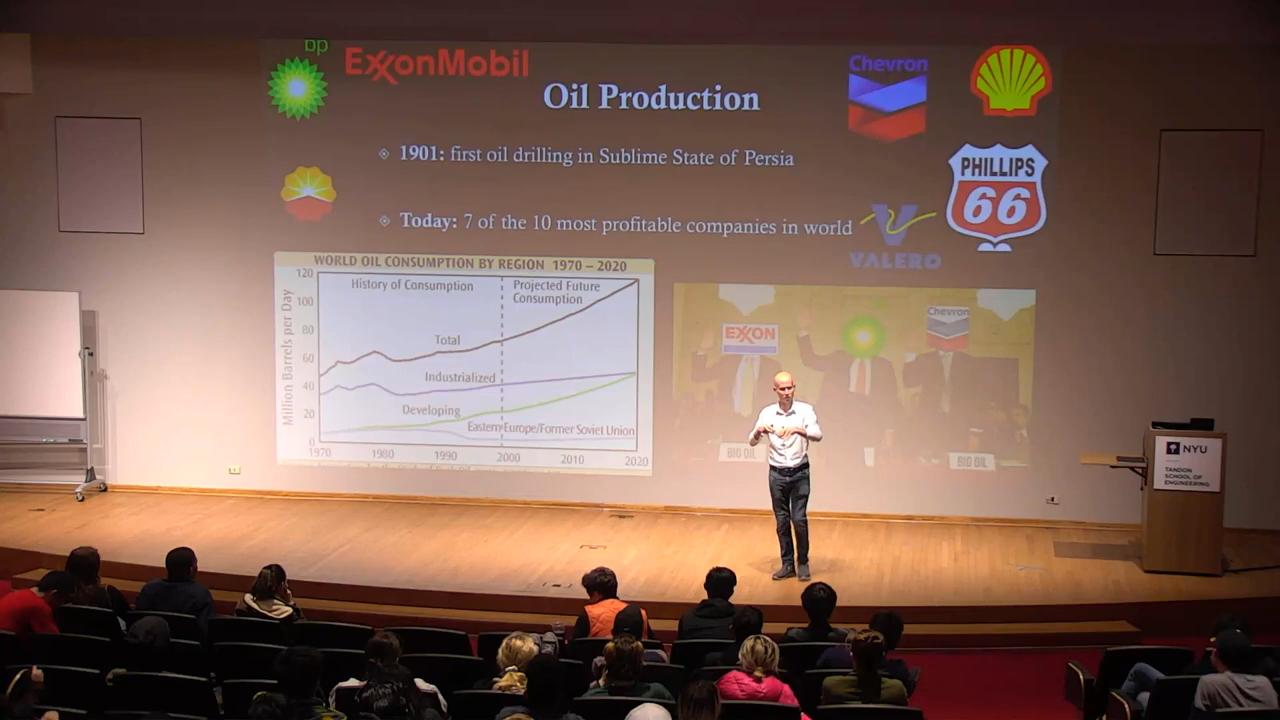 bp
ExxonMobil
Oil Production
Chevron
1901: first oil drilling in Sublime State of Persia
PHILLIPS
66
Today: 7 of the 10 most profitable companies in world
VALERO
WORLD OIL CONSUMPTION BY REGION 1970 – 2020
Million Barrels per Day
120
100
80
60
40
20
0
History of Consumption
Projected Future
Consumption
Total
Industrialized
Developing
Eastern Europe/Former Soviet Union
1970 1980 1990 2000 2010 2020
EXXON
Chevron
BIG OIL
BIG OIL
NYU
TANDON
SCHOOL OF
ENGINEERING